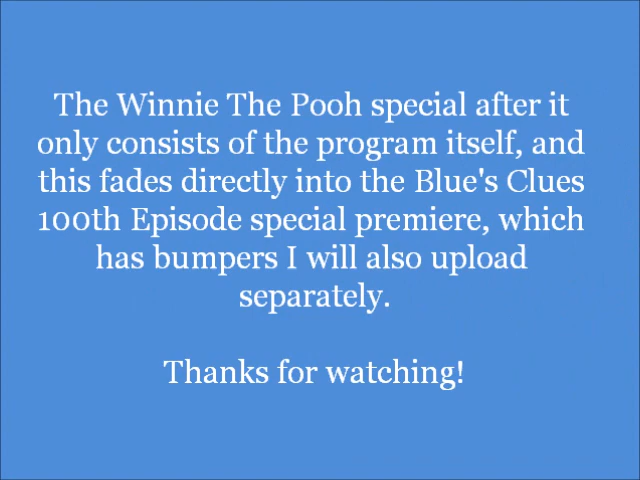 The Winnie The Pooh special after it
only consists of the program itself, and
this fades directly into the Blue's Clues
100th Episode special premiere, which
has bumpers I will also upload
separately.
Thanks for watching!